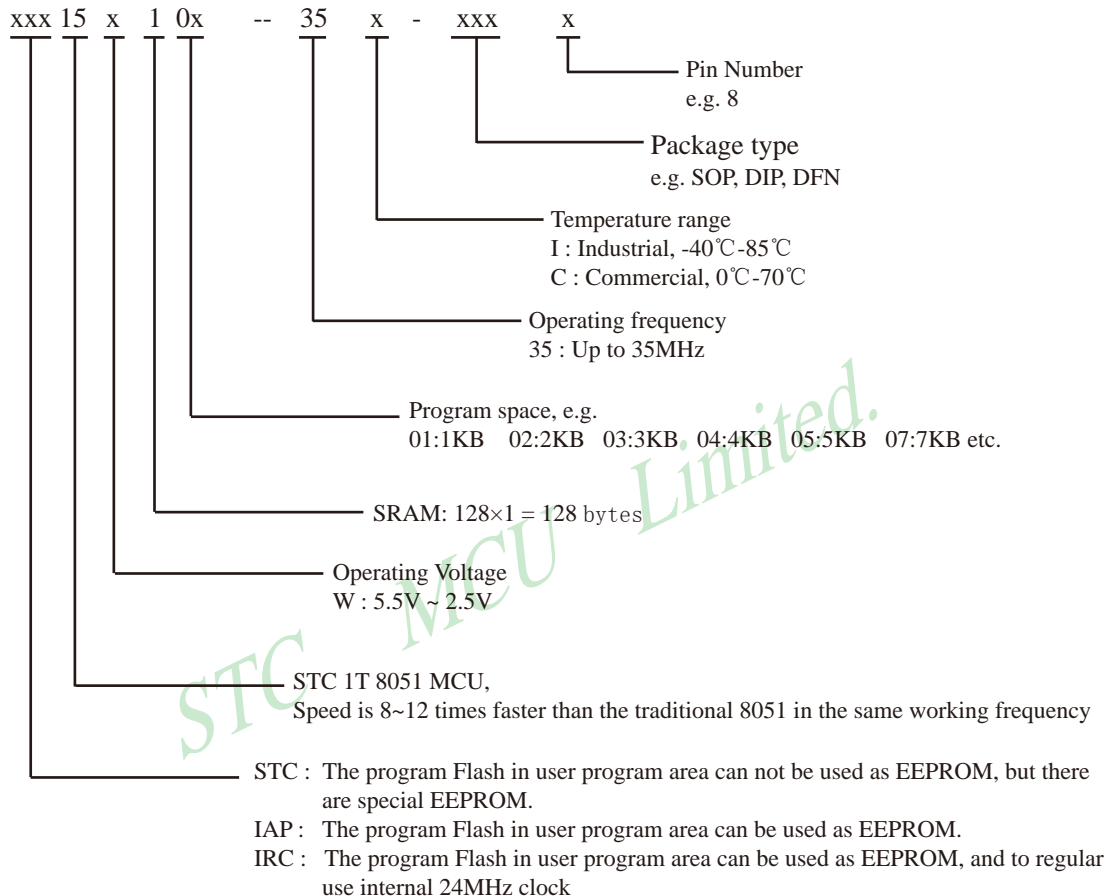 xxx 15 x 1 0x -- 35 x - xxx x
Pin Number
e.g. 8
Package type
e.g. SOP, DIP, DFN
Temperature range
I : Industrial, -40℃-85℃
C : Commercial, 0℃-70℃
Operating frequency
35 : Up to 35MHz
Program space, e.g.
01:1KB 02:2KB 03:3KB 04:4KB 05:5KB 07:7KB etc.
SRAM: 128×1 = 128 bytes
Operating Voltage
W : 5.5V ~ 2.5V
STC 1T 8051 MCU,
Speed is 8~12 times faster than the traditional 8051 in the same working frequency
STC : The program Flash in user program area can not be used as EEPROM, but there
are special EEPROM.
IAP : The program Flash in user program area can be used as EEPROM.
IRC : The program Flash in user program area can be used as EEPROM, and to regular
use internal 24MHz clock
STC MCU Limited.